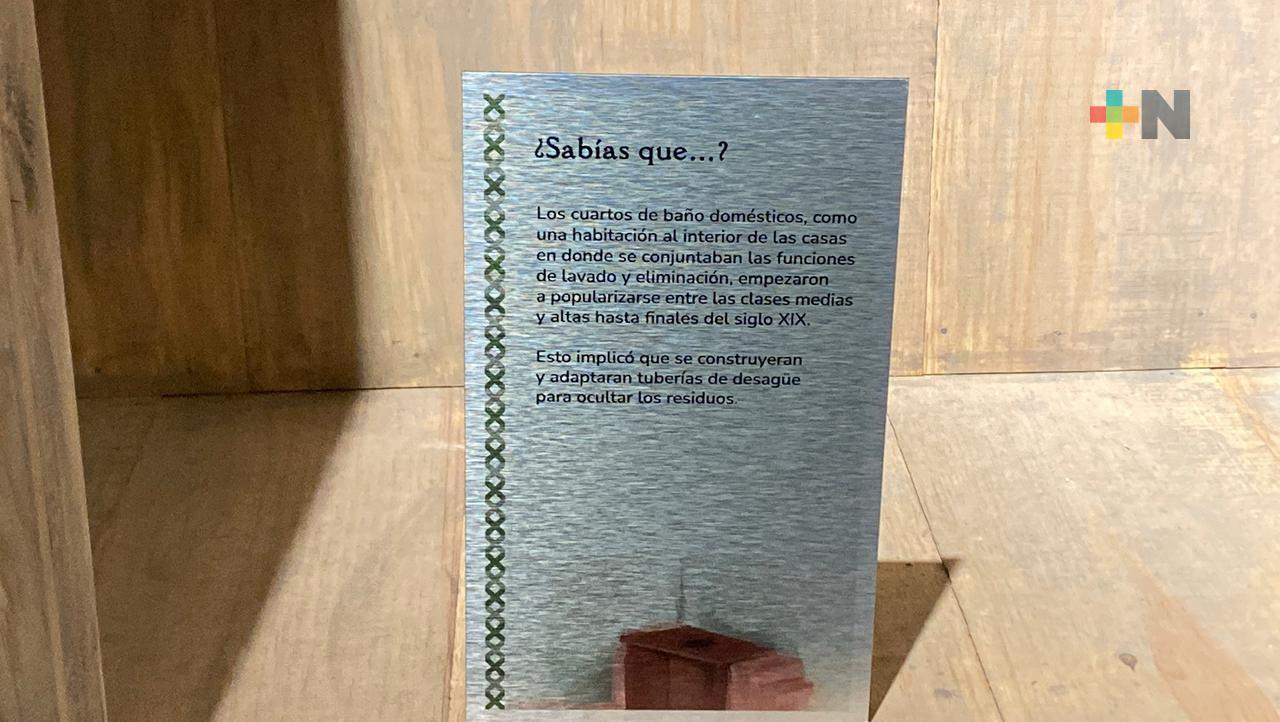 +N
¿Sabías que...?
Los cuartos de baño domésticos, como
una habitación al interior de las casas
en donde se conjuntaban las funciones
de lavado y eliminación, empezaron
a popularizarse entre las clases medias
y altas hasta finales del siglo XIX.
Esto implicó que se construyeran
y adaptaran tuberías de desagüe
para ocultar los residuos.